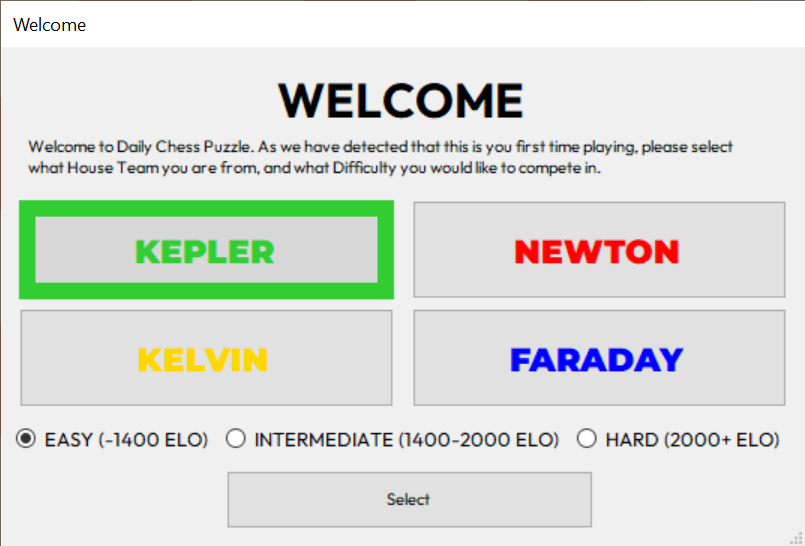 Welcome
WELCOME
Welcome to Daily Chess Puzzle. As we have detected that this is you first time playing, please select
what House Team you are from, and what Difficulty you would like to compete in.
KEPLER
NEWTON
KELVIN
FARADAY
EASY (-1400 ELO) INTERMEDIATE (1400-2000 ELO) HARD (2000+ ELO)
Select